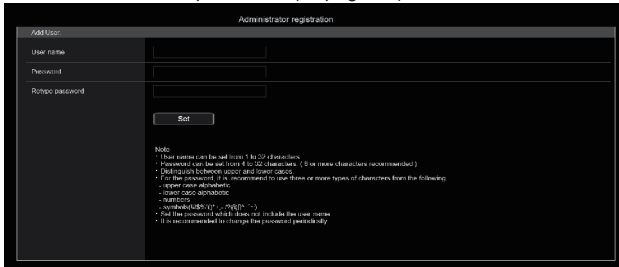 Administrator registration
Add User
User name
Password
Retype password
Set
Note
・User name can be set from 1 to 32 characters
・Password can be set from 4 to 32 characters. ( 8 or more characters recommended )
・Distinguish between upper and lower cases.
・For the password, it is recommend to use three or more types of characters from the following
- upper case alphabetic
- lower case alphabetic
- numbers
- symbols
・Set the password which does not include the user name
・It is recommended to change the password periodically